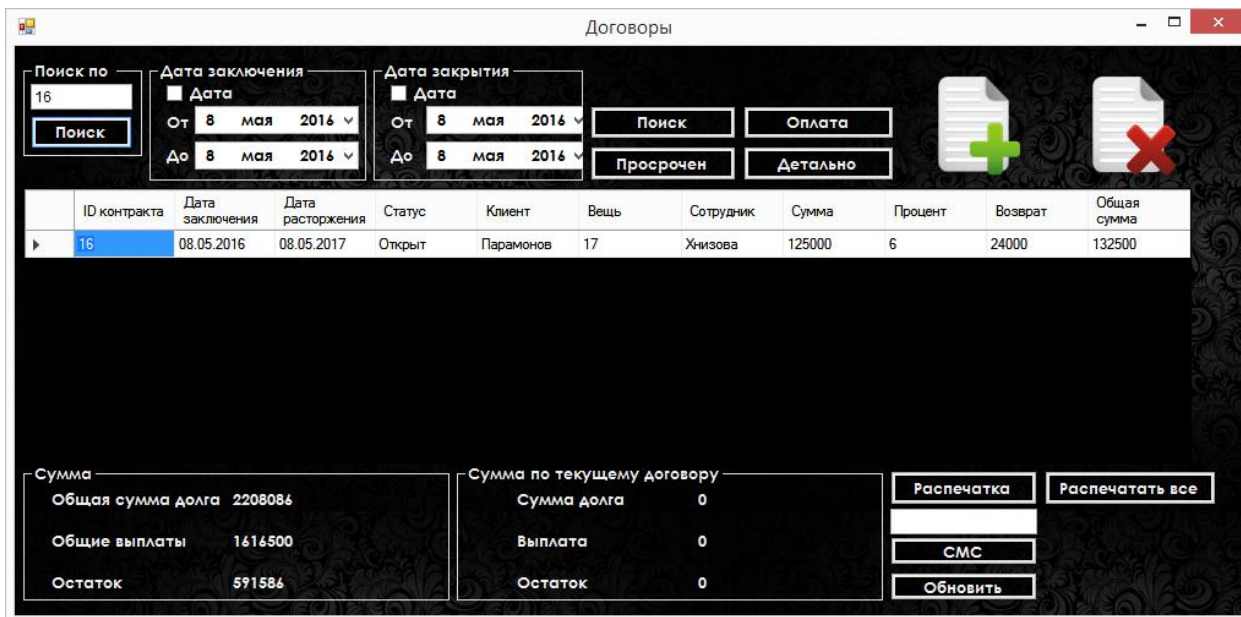 Договоры
Поиск по
16
Поиск
Дата заключения
Дата
От 8 мая 2016
До 8 мая 2016
Дата закрытия
Дата
От 8 мая 2016
До 8 мая 2016
Поиск
Оплата
Просрочен
Детально
ID контракта Дата заключения Дата расторжения Статус Клиент Вещь Сотрудник Сумма Процент Возврат Общая сумма
16 08.05.2016 08.05.2017 Открыт Парамонов 17 Хнизова 125000 6 24000 132500
Сумма
Общая сумма долга 2208086
Общие выплаты 1616500
Остаток 591586
Сумма по текущему договору
Сумма долга 0
Выплата 0
Остаток 0
Распечатка
Распечатать все
СМС
Обновить